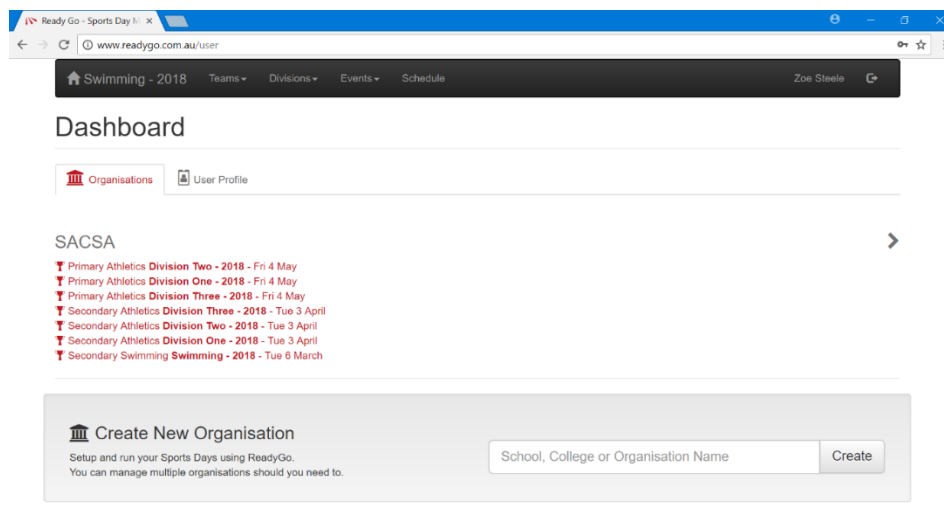 Ready Go - Sports Day M
www.readygo.com.au/user
Swimming - 2018 Teams Divisions Events Schedule Zoe Steele
Dashboard
Organisations User Profile
SACSA
Primary Athletics Division Two - 2018 - Fri 4 May
Primary Athletics Division One - 2018 - Fri 4 May
Primary Athletics Division Three - 2018 - Fri 4 May
Secondary Athletics Division Three - 2018 - Tue 3 April
Secondary Athletics Division Two - 2018 - Tue 3 April
Secondary Athletics Division One - 2018 - Tue 3 April
Secondary Swimming Swimming - 2018 - Tue 6 March
Create New Organisation
Setup and run your Sports Days using ReadyGo.
You can manage multiple organisations should you need to.
School, College or Organisation Name Create